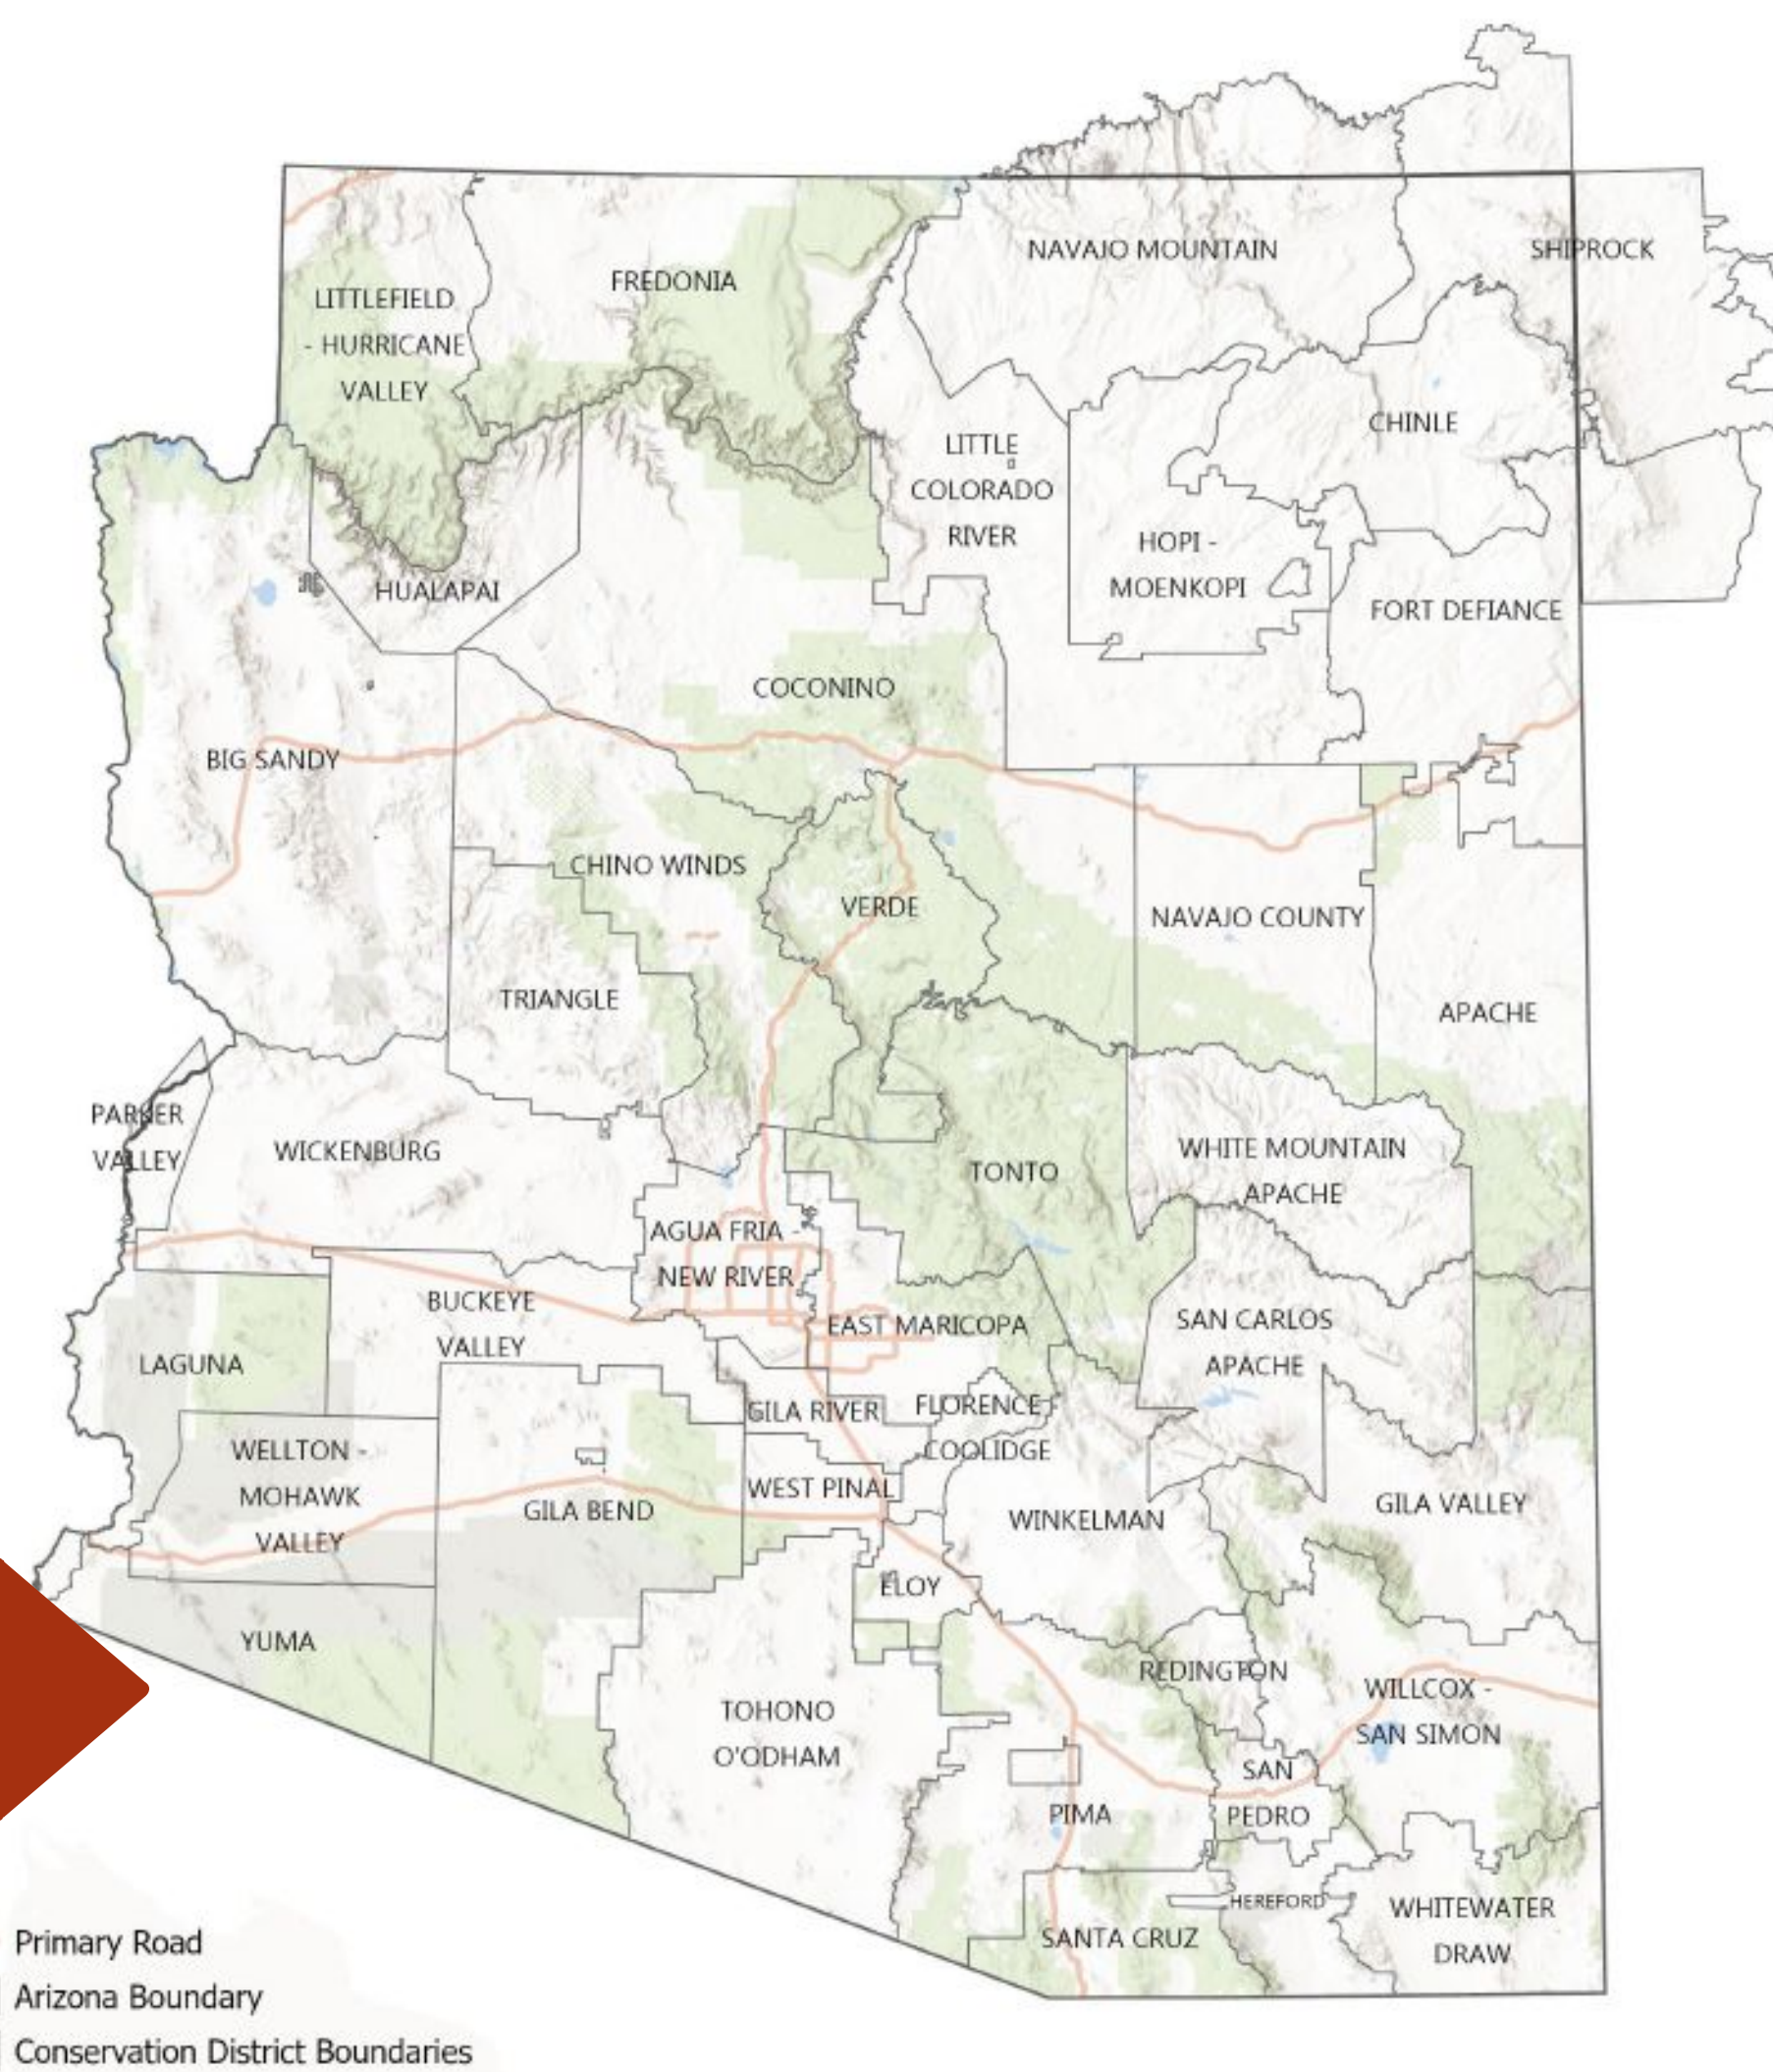 NAVAJO MOUNTAIN
SHIPROCK
FREDONIA
LITTLEFIELD
- HURRICANE
VALLEY
CHINLE
LITTLE
COLORADO
RIVER
HOPI -
MOENKOPI
HUALAPAI
FORT DEFIANCE
COCONINO
BIG SANDY
CHINO WINDS
VERDE
NAVAJO COUNTY
TRIANGLE
APACHE
PARKER
VALLEY
WICKENBURG
TONTO
WHITE MOUNTAIN
APACHE
AGUA FRIA -
NEW RIVER
BUCKEYE
VALLEY
EAST MARICOPA
SAN CARLOS
APACHE
LAGUNA
GILA RIVER
FLORENCE -
COOLIDGE
WELLTON -
MOHAWK
VALLEY
GILA BEND
WEST PINAL
WINKELMAN
GILA VALLEY
ELOY
YUMA
REDINGTON
WILLCOX -
SAN SIMON
TOHONO
O'ODHAM
SAN
PEDRO
PIMA
HEREFORD
WHITEWATER
DRAW
SANTA CRUZ
Primary Road
Arizona Boundary
Conservation District Boundaries